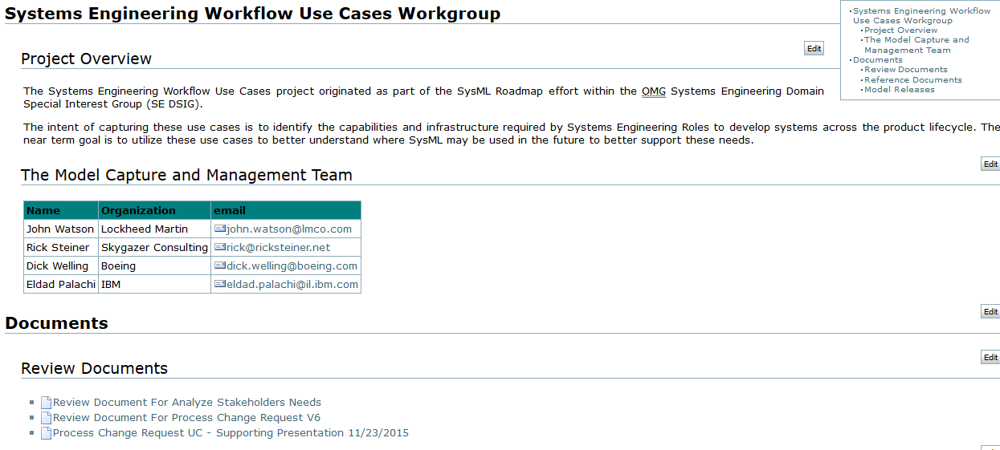 Systems Engineering Workflow Use Cases Workgroup
·Systems Engineering Workflow
Use Cases Workgroup
·Project Overview
·The Model Capture and
Management Team
·Documents
·Review Documents
·Reference Documents
·Model Releases
Edit
Project Overview
The Systems Engineering Workflow Use Cases project originated as part of the SysML Roadmap effort within the OMG Systems Engineering Domain
Special Interest Group (SE DSIG).
The intent of capturing these use cases is to identify the capabilities and infrastructure required by Systems Engineering Roles to develop systems across the product lifecycle. The
near term goal is to utilize these use cases to better understand where SysML may be used in the future to better support these needs.
Edit
The Model Capture and Management Team
Name Organization email
John Watson Lockheed Martin john.watson@lmco.com
Rick Steiner Skygazer Consulting rick@ricksteiner.net
Dick Welling Boeing dick.welling@boeing.com
Eldad Palachi IBM eldad.palachi@il.ibm.com
Edit
Documents
Edit
Review Documents
Review Document For Analyze Stakeholders Needs
Review Document For Process Change Request V6
Process Change Request UC - Supporting Presentation 11/23/2015